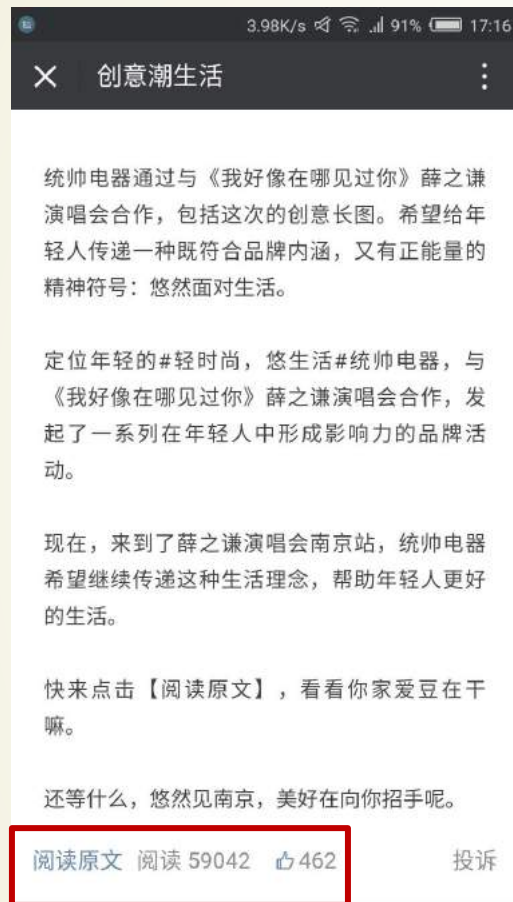 3.98K/s 91% 17:16
创意潮生活
统帅电器通过与《我好像在哪见过你》薛之谦
演唱会合作，包括这次的创意长图。希望给年
轻人传递一种既符合品牌内涵，又有正能量的
精神符号：悠然面对生活。
定位年轻的#轻时尚，悠生活#统帅电器，与
《我好像在哪见过你》薛之谦演唱会合作，发
起了一系列在年轻人中形成影响力的品牌活
动。
现在，来到了薛之谦演唱会南京站，统帅电器
希望继续传递这种生活理念，帮助年轻人更好
的生活。
快来点击【阅读原文】，看看你家爱豆在干
嘛。
还等什么，悠然见南京，美好在向你招手呢。
阅读原文 阅读 59042 462 投诉